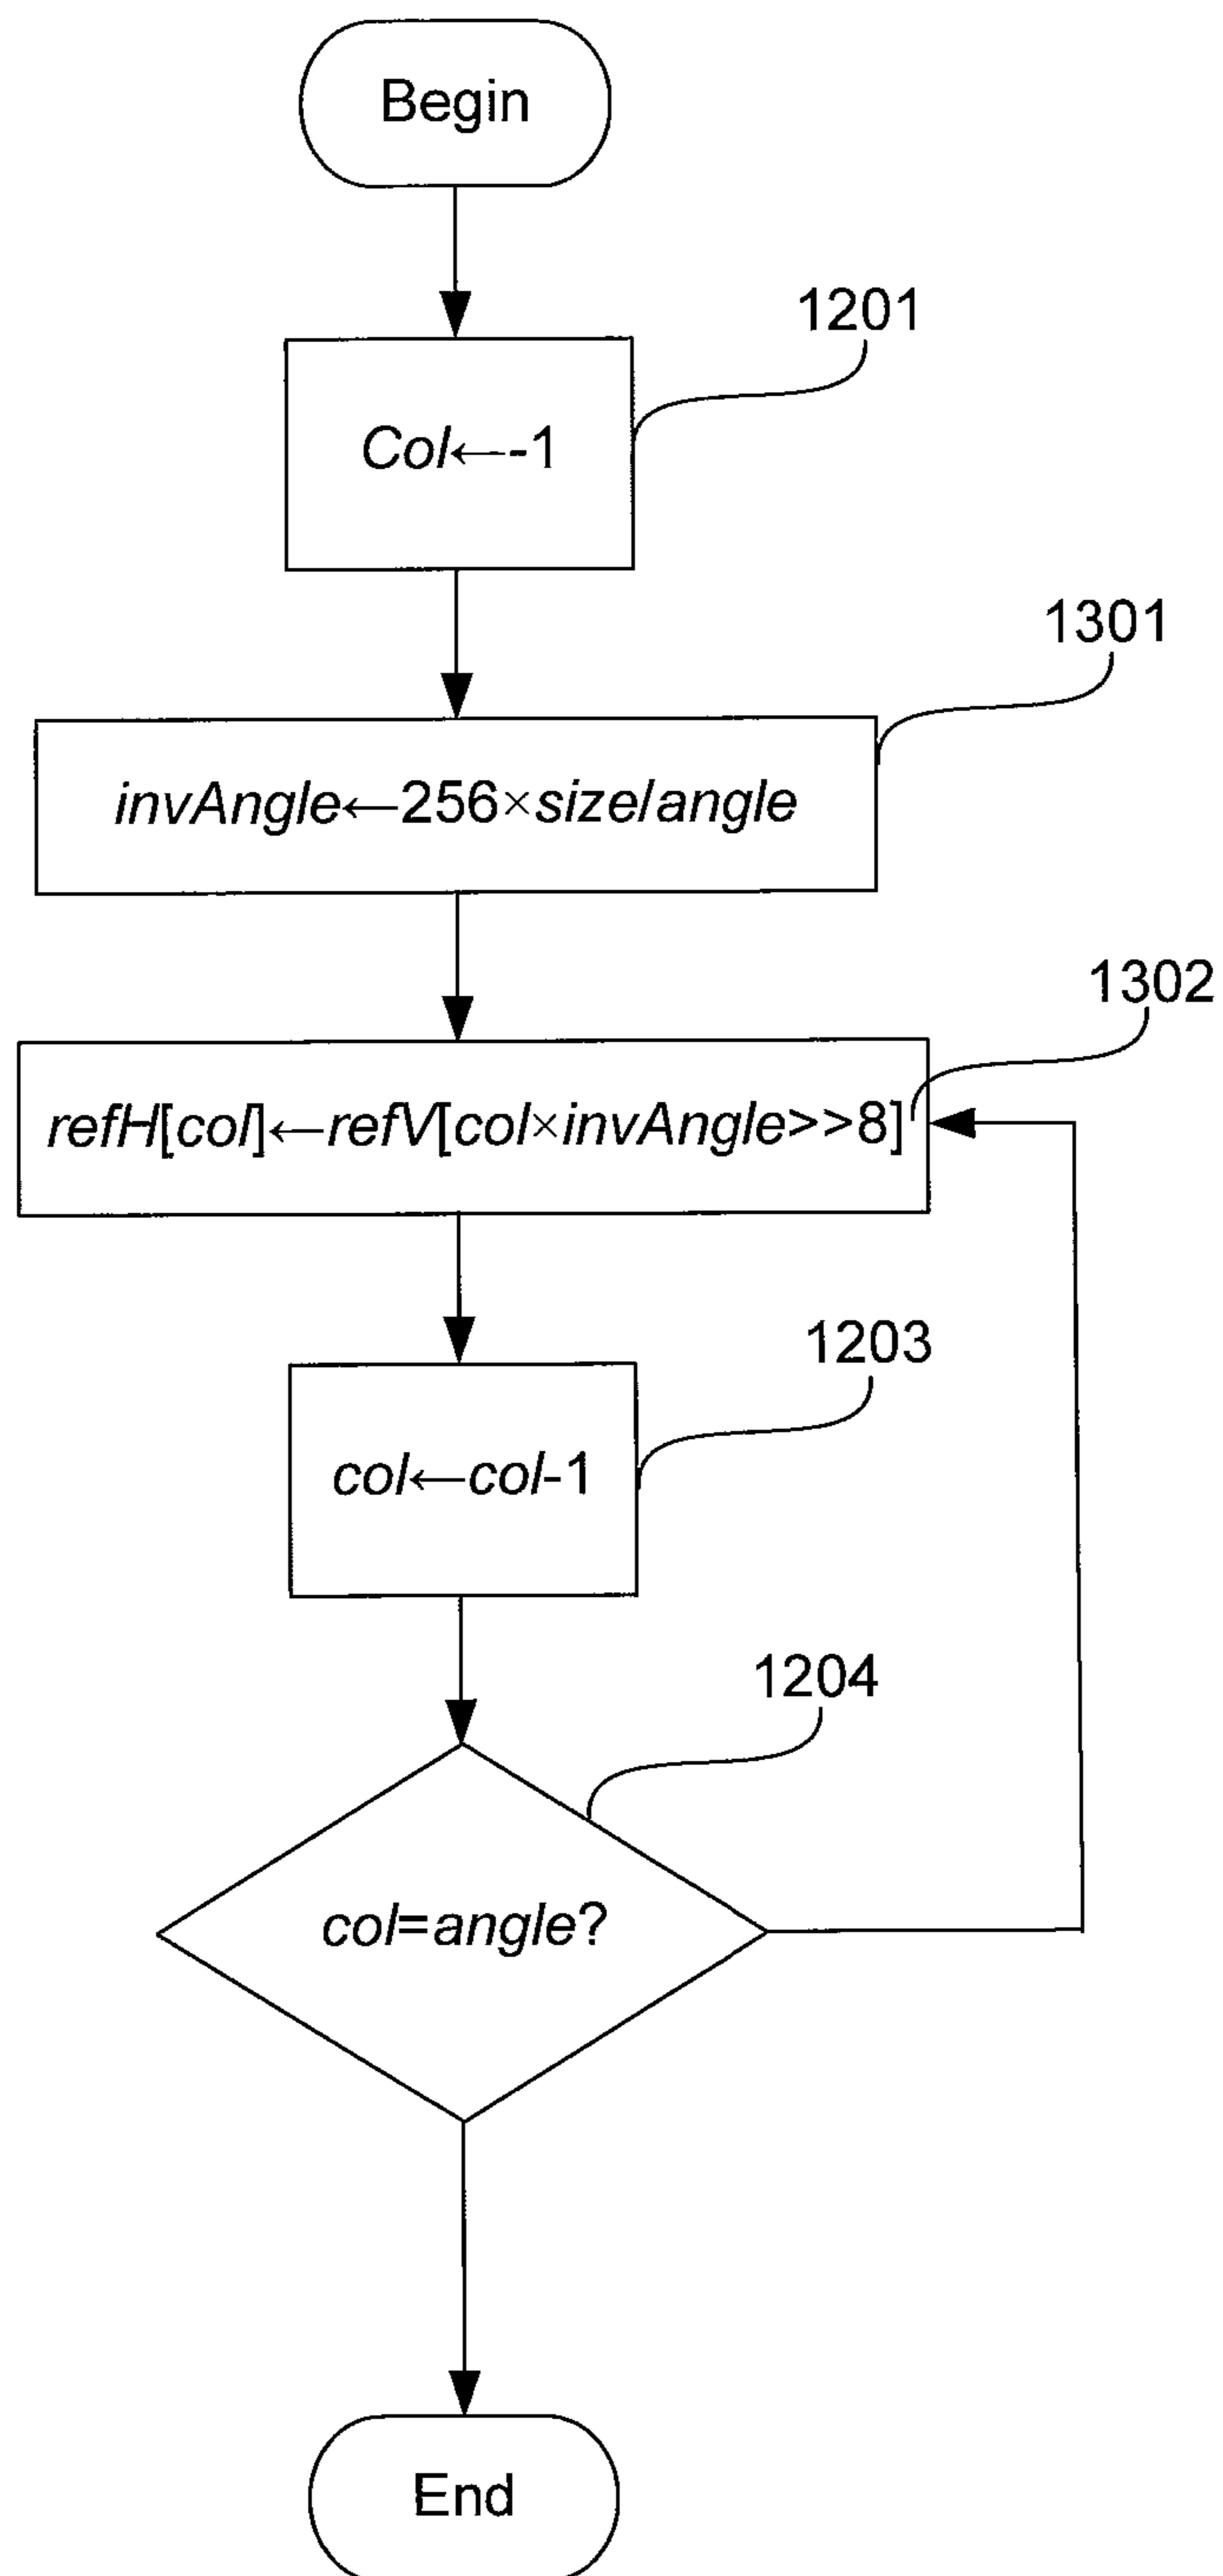 Begin
1201
Col←-1
1301
invAngle←256×size/angle
1302
refH[col]←refV[col×invAngle>>8]
1203
col←col-1
1204
col=angle?
End